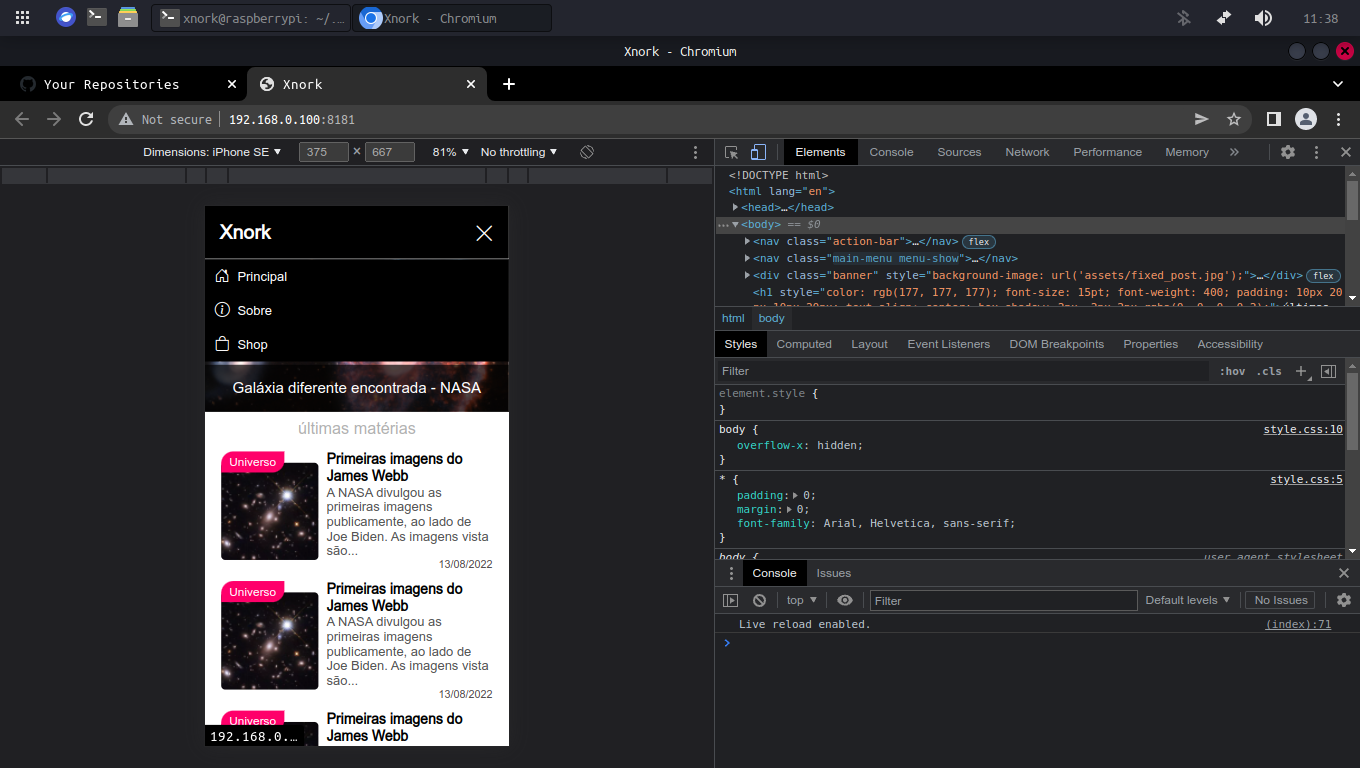 xnork@raspberrypi: ~/...
Xnork - Chromium
11:38
Xnork - Chromium
Your Repositories
Xnork
Not secure
192.168.0.100:8181
Dimensions: iPhone SE
375 × 667
81%
No throttling
Xnork
Principal
Sobre
Shop
Galáxia diferente encontrada - NASA
últimas matérias
Universo
Primeiras imagens do
James Webb
A NASA divulgou as
primeiras imagens
publicamente, ao lado de
Joe Biden. As imagens vista
são...
13/08/2022
Universo
Primeiras imagens do
James Webb
A NASA divulgou as
primeiras imagens
publicamente, ao lado de
Joe Biden. As imagens vista
são...
13/08/2022
Universo
Primeiras imagens do
James Webb
192.168.0.…
Elements Console Sources Network Performance Memory »
<!DOCTYPE html>
<html lang="en">
<head>…</head>
<body> == $0
<nav class="action-bar">…</nav> flex
<nav class="main-menu menu-show">…</nav>
<div class="banner" style="background-image: url('assets/fixed_post.jpg');">…</div> flex
<h1 style="color: rgb(177, 177, 177); font-size: 15pt; font-weight: 400; padding: 10px 20
html body
Styles Computed Layout Event Listeners DOM Breakpoints Properties Accessibility
Filter
:hov .cls
element.style {
}
body {
style.css:10
overflow-x: hidden;
}
* {
style.css:5
padding: 0;
margin: 0;
font-family: Arial, Helvetica, sans-serif;
}
body {
user agent stylesheet
Console Issues
top
Filter
Default levels
No Issues
Live reload enabled.
(index):71